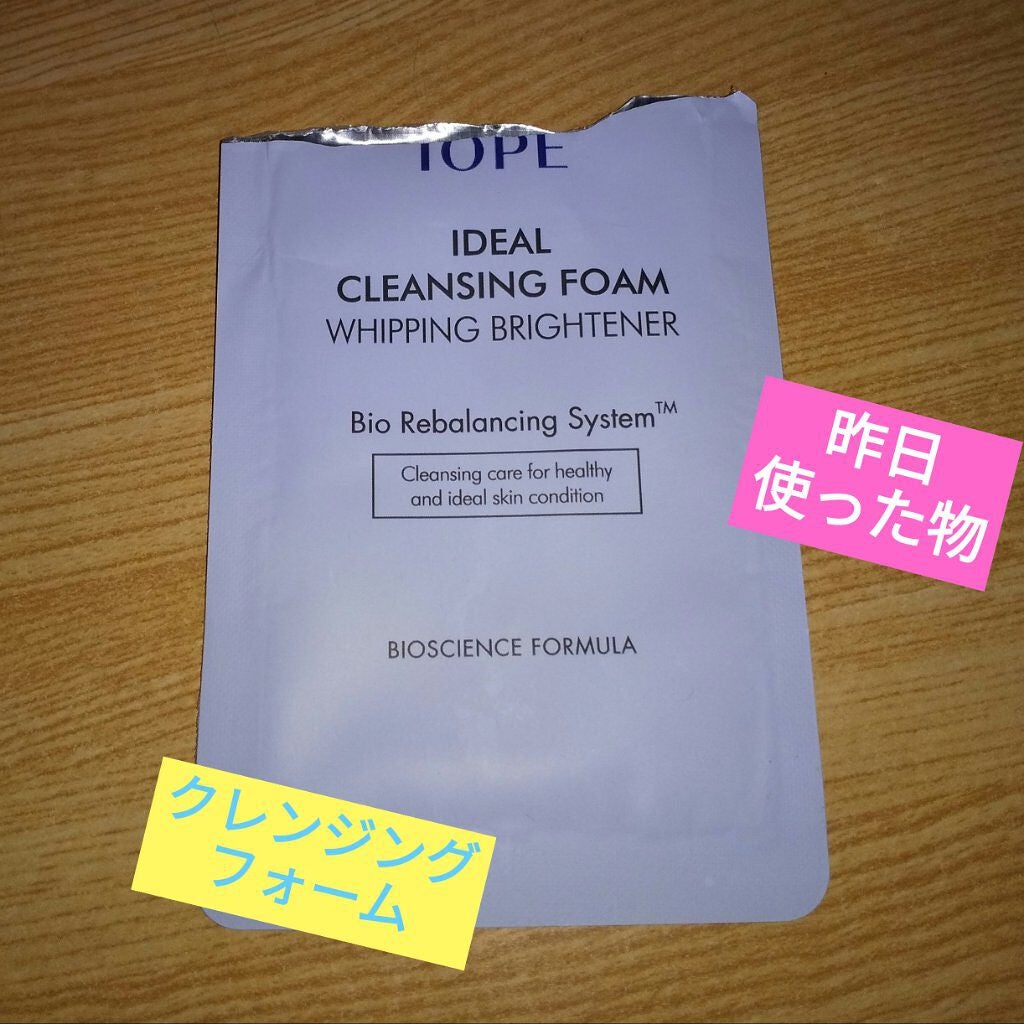 IOPE
IDEAL
CLEANSING FOAM
WHIPPING BRIGHTENER
Bio Rebalancing System™
Cleansing care for healthy
and ideal skin condition
昨日
使った物
BIOSCIENCE FORMULA
クレンジング
フォーム